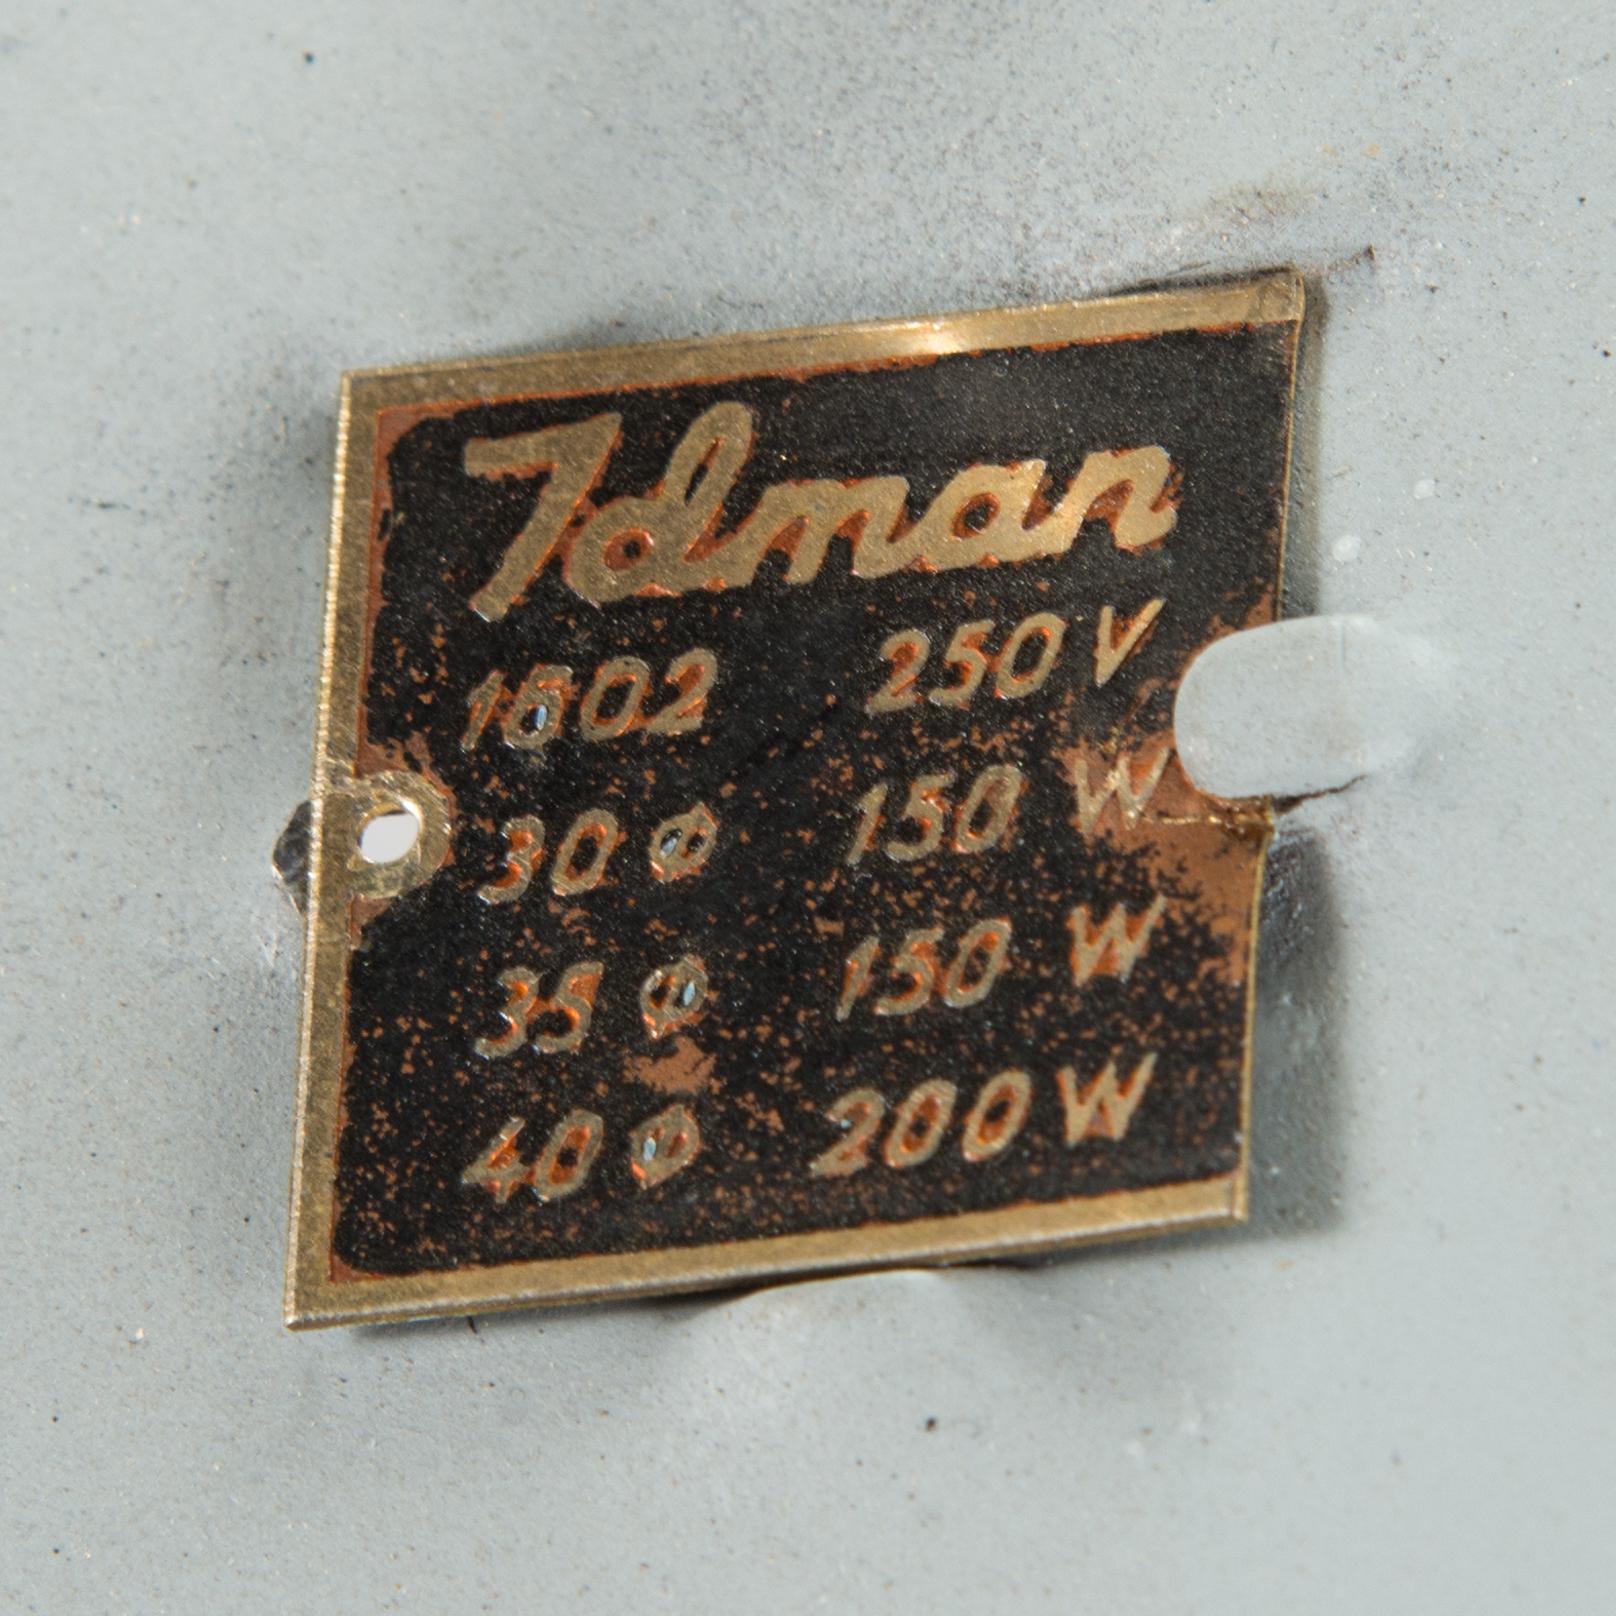 Idman
1602 250 V
30 ⌀ 150 W
35 ⌀ 150 W
40 ⌀ 200 W